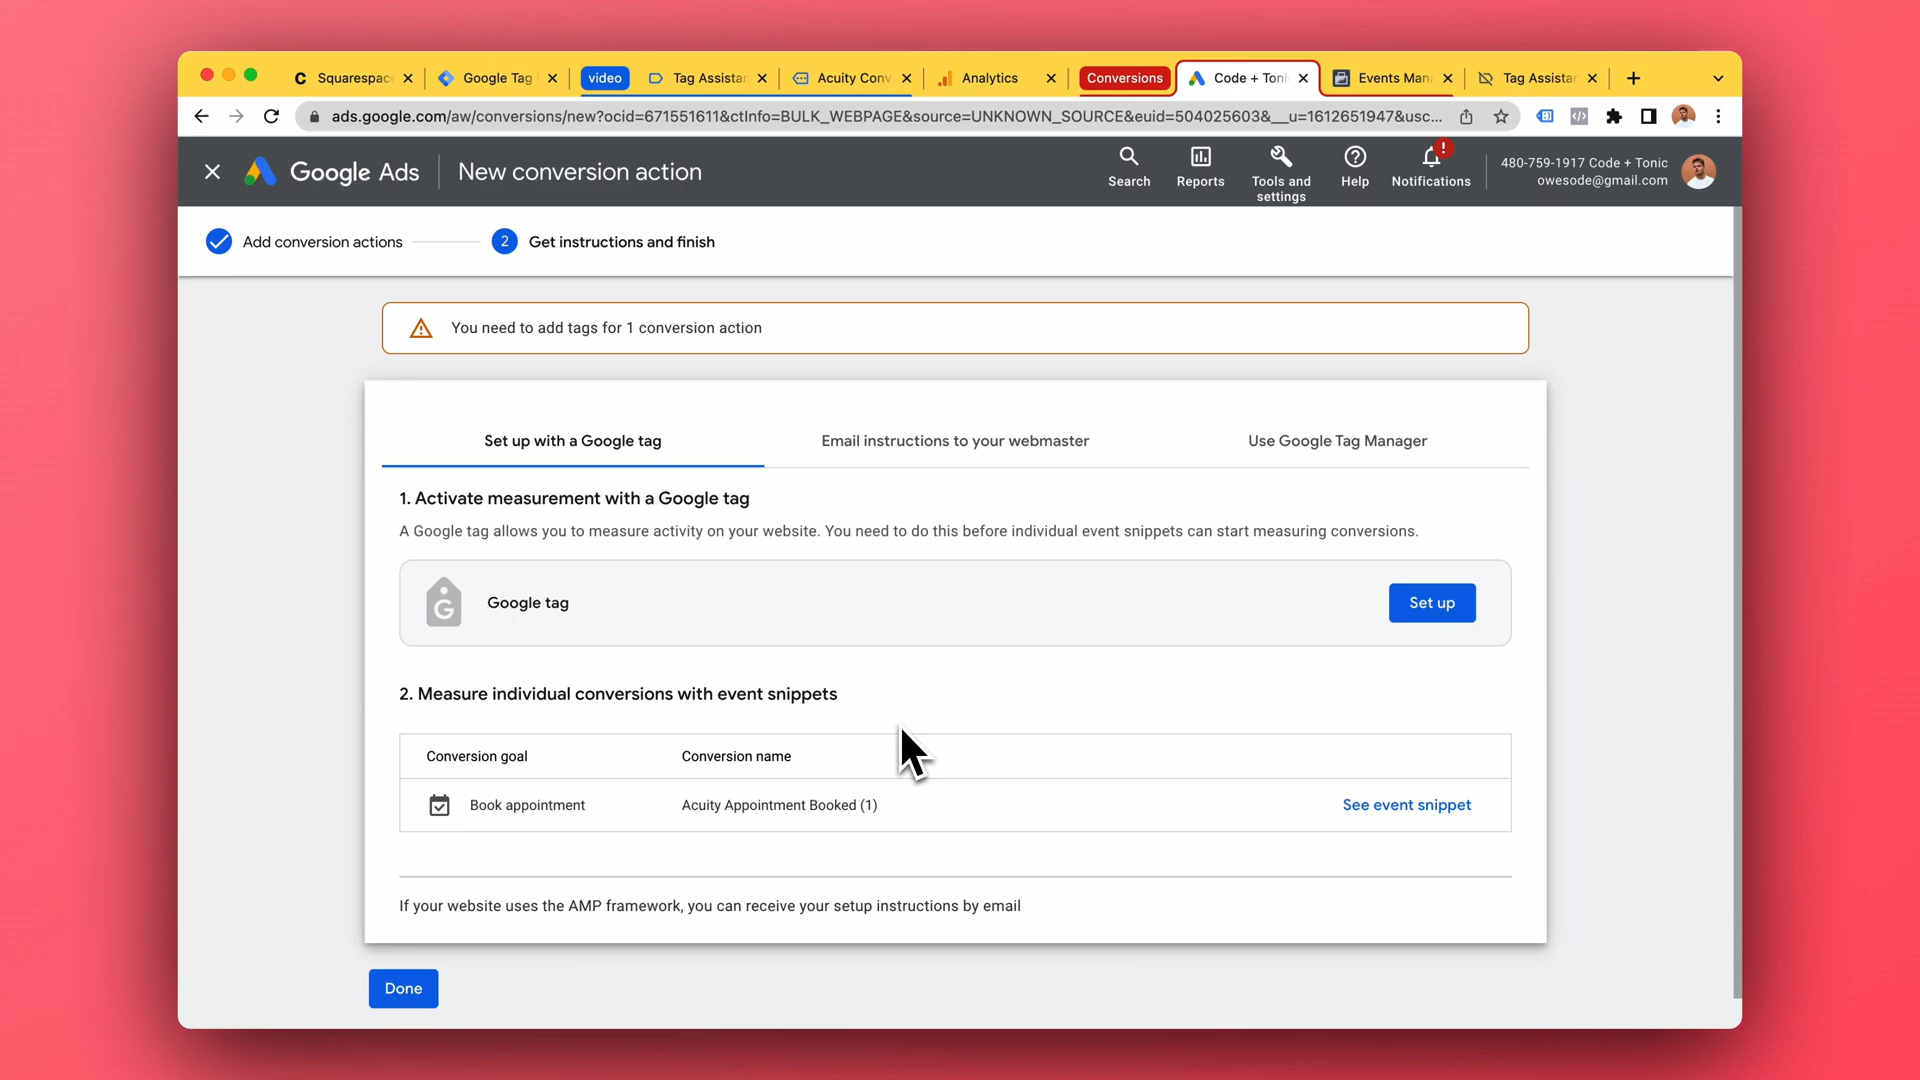 Squarespac
Google Tag
video
Tag Assistan
Acuity Conv
Analytics
Conversions
Code + Toni
Events Mana
Tag Assistan
ads.google.com/aw/conversions/new?ocid=671551611&ctInfo=BULK_WEBPAGE&source=UNKNOWN_SOURCE&euid=504025603&__u=1612651947&usc...
Google Ads
New conversion action
Search
Reports
Tools and
settings
Help
Notifications
480-759-1917 Code + Tonic
owesode@gmail.com
Add conversion actions
2 Get instructions and finish
You need to add tags for 1 conversion action
Set up with a Google tag
Email instructions to your webmaster
Use Google Tag Manager
1. Activate measurement with a Google tag
A Google tag allows you to measure activity on your website. You need to do this before individual event snippets can start measuring conversions.
G
Google tag
Set up
2. Measure individual conversions with event snippets
Conversion goal
Conversion name
Book appointment
Acuity Appointment Booked (1)
See event snippet
If your website uses the AMP framework, you can receive your setup instructions by email
Done